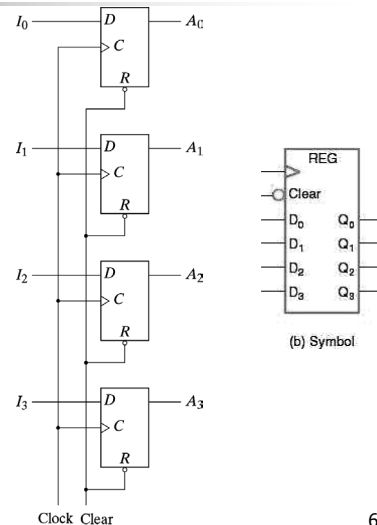 I0 D A0
C
R
I1 D A1
C
R
I2 D A2
C
R
I3 D A3
C
R
Clock Clear
REG
Clear
D0 Q0
D1 Q1
D2 Q2
D3 Q3
(b) Symbol
6